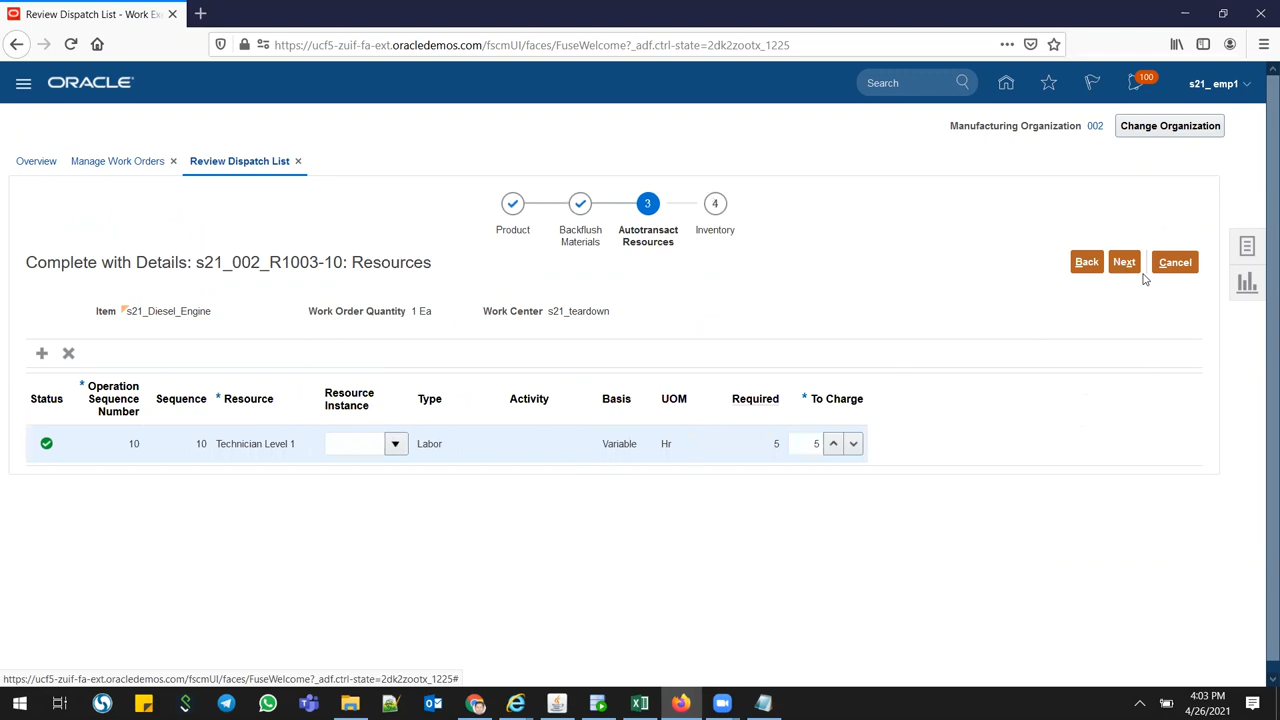 Review Dispatch List - Work Ex
https://ucf5-zuif-fa-ext.oracledemos.com/fscmUI/faces/FuseWelcome?_adf.ctrl-state=2dk2zootx_1225
ORACLE
Search
100
s21_ emp1
Manufacturing Organization 002
Change Organization
Overview
Manage Work Orders
Review Dispatch List
3
4
Product
Backflush
Materials
Autotransact
Resources
Inventory
Complete with Details: s21_002_R1003-10: Resources
Back
Next
Cancel
Item s21_Diesel_Engine
Work Order Quantity 1 Ea
Work Center s21_teardown
Status
* Operation
Sequence
Number
Sequence
* Resource
Resource
Instance
Type
Activity
Basis
UOM
Required
* To Charge
10
10
Technician Level 1
Labor
Variable
Hr
5
5
https://ucf5-zuif-fa-ext.oracledemos.com/fscmUI/faces/FuseWelcome?_adf.ctrl-state=2dk2zootx_1225#
4:03 PM
4/26/2021